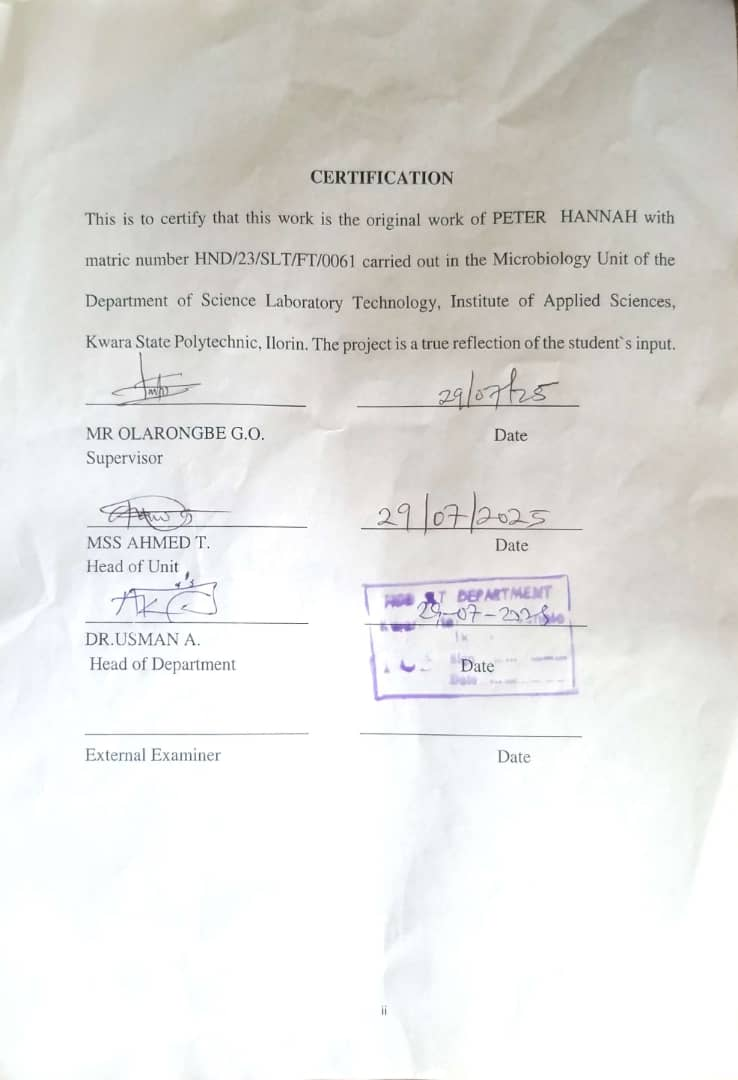 CERTIFICATION
This is to certify that this work is the original work of PETER HANNAH with
matric number HND/23/SLT/FT/0061 carried out in the Microbiology Unit of the
Department of Science Laboratory Technology, Institute of Applied Sciences,
Kwara State Polytechnic, Ilorin. The project is a true reflection of the student`s input.
29/07/25
MR OLARONGBE G.O. Date
Supervisor
29/07/2025
MSS AHMED T. Date
Head of Unit
DEPARTMENT
29-07-2025
DR.USMAN A.
Head of Department Date
Date
External Examiner Date
ii